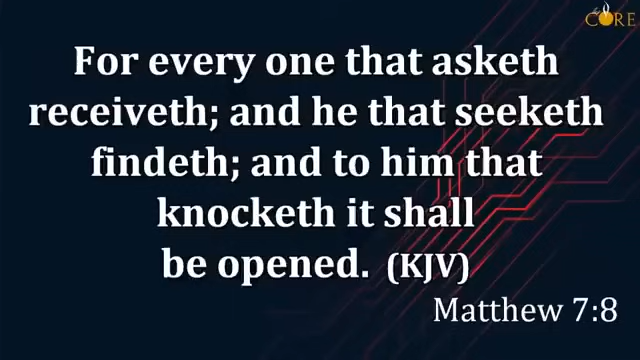 the
CORE
For every one that asketh
receiveth; and he that seeketh
findeth; and to him that
knocketh it shall
be opened. (KJV)
Matthew 7:8